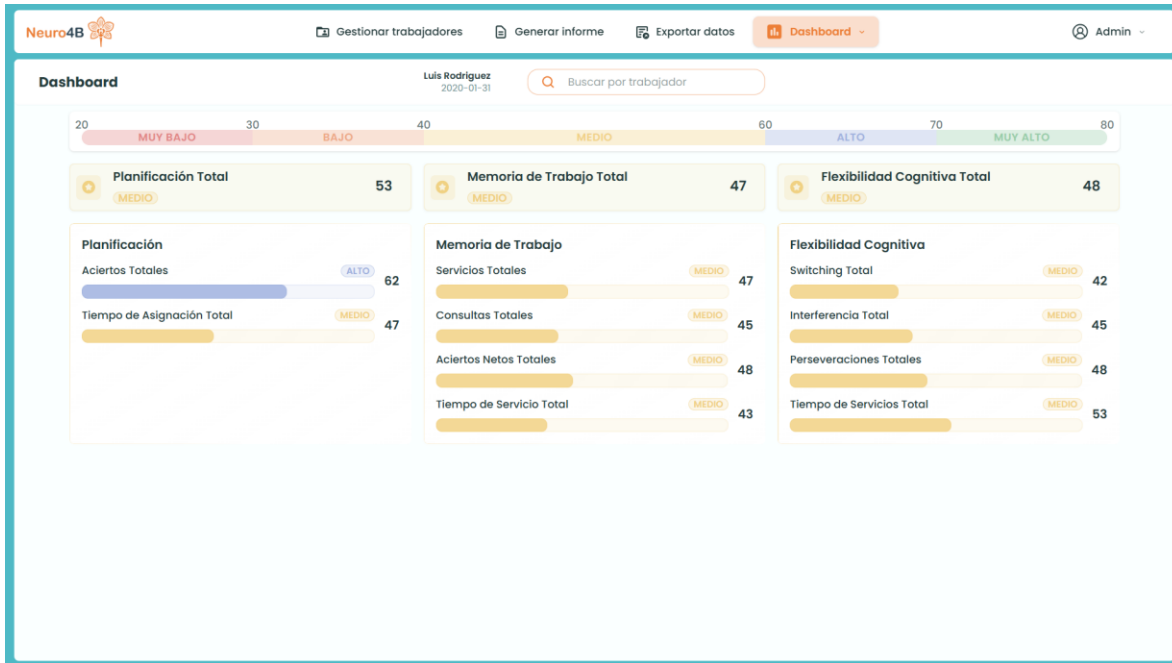 Neuro4B
Gestionar trabajadores
Generar informe
Exportar datos
Dashboard
Admin
Dashboard
Luis Rodriguez
2020-01-31
Buscar por trabajador
20 30 40 60 70 80
MUY BAJO BAJO MEDIO ALTO MUY ALTO
Planificación Total
MEDIO
53
Memoria de Trabajo Total
MEDIO
47
Flexibilidad Cognitiva Total
MEDIO
48
Planificación
Aciertos Totales ALTO 62
Tiempo de Asignación Total MEDIO 47
Memoria de Trabajo
Servicios Totales MEDIO 47
Consultas Totales MEDIO 45
Aciertos Netos Totales MEDIO 48
Tiempo de Servicio Total MEDIO 43
Flexibilidad Cognitiva
Switching Total MEDIO 42
Interferencia Total MEDIO 45
Perseveraciones Totales MEDIO 48
Tiempo de Servicios Total MEDIO 53